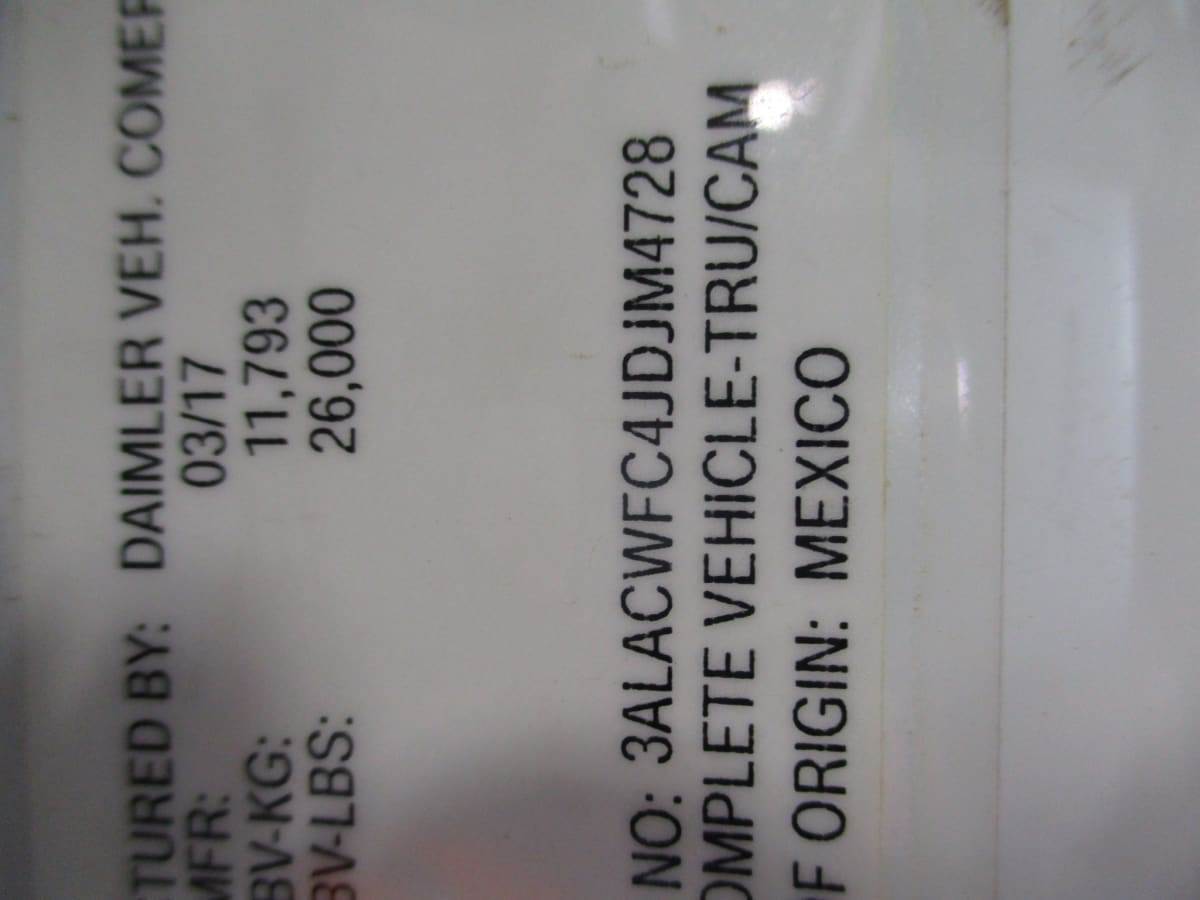 TURED BY: DAIMLER VEH. COMER
MFR: 03/17
BV-KG: 11,793
BV-LBS: 26,000
NO: 3ALACWFC4JDJM4728
OMPLETE VEHICLE-TRU/CAM
OF ORIGIN: MEXICO